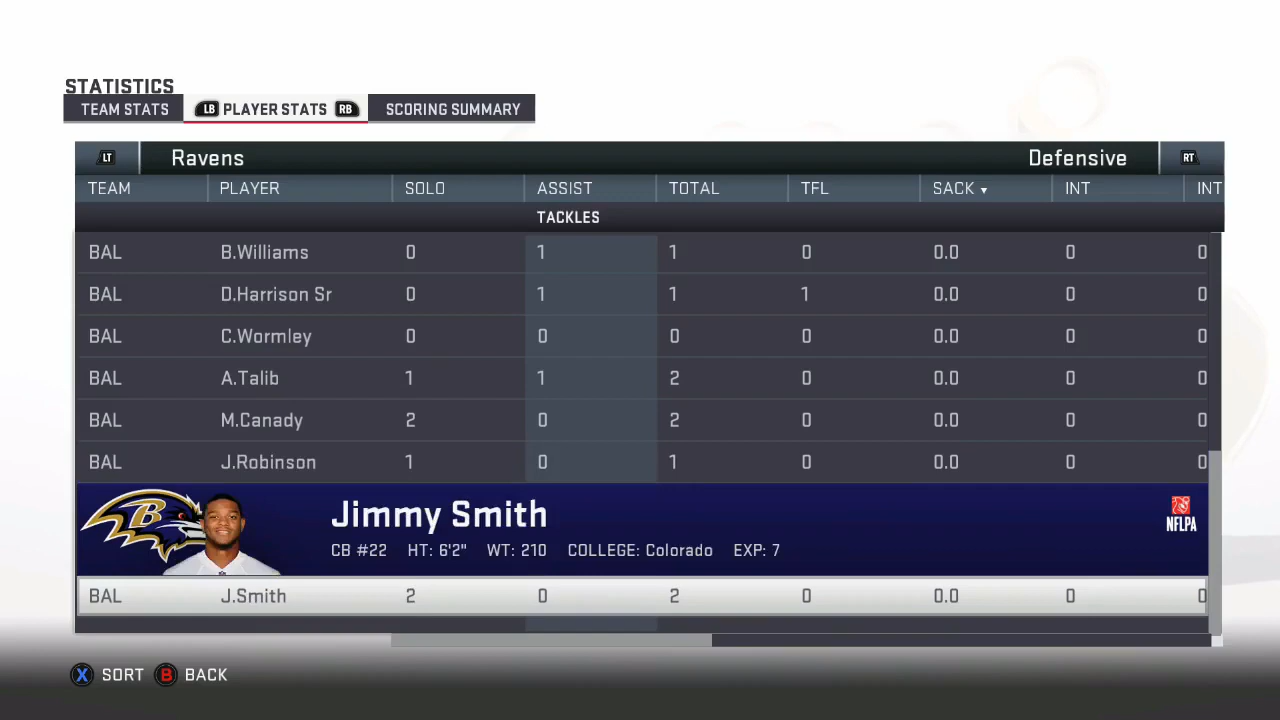 STATISTICS
TEAM STATS LB PLAYER STATS RB SCORING SUMMARY
LT Ravens Defensive RT
TEAM PLAYER SOLO ASSIST TOTAL TFL SACK INT INT
TACKLES
BAL B.Williams 0 1 1 0 0.0 0 0
BAL D.Harrison Sr 0 1 1 1 0.0 0 0
BAL C.Wormley 0 0 0 0 0.0 0 0
BAL A.Talib 1 1 2 0 0.0 0 0
BAL M.Canady 2 0 2 0 0.0 0 0
BAL J.Robinson 1 0 1 0 0.0 0 0
B Jimmy Smith NFLPA
CB #22 HT: 6'2" WT: 210 COLLEGE: Colorado EXP: 7
BAL J.Smith 2 0 2 0 0.0 0 0
X SORT B BACK